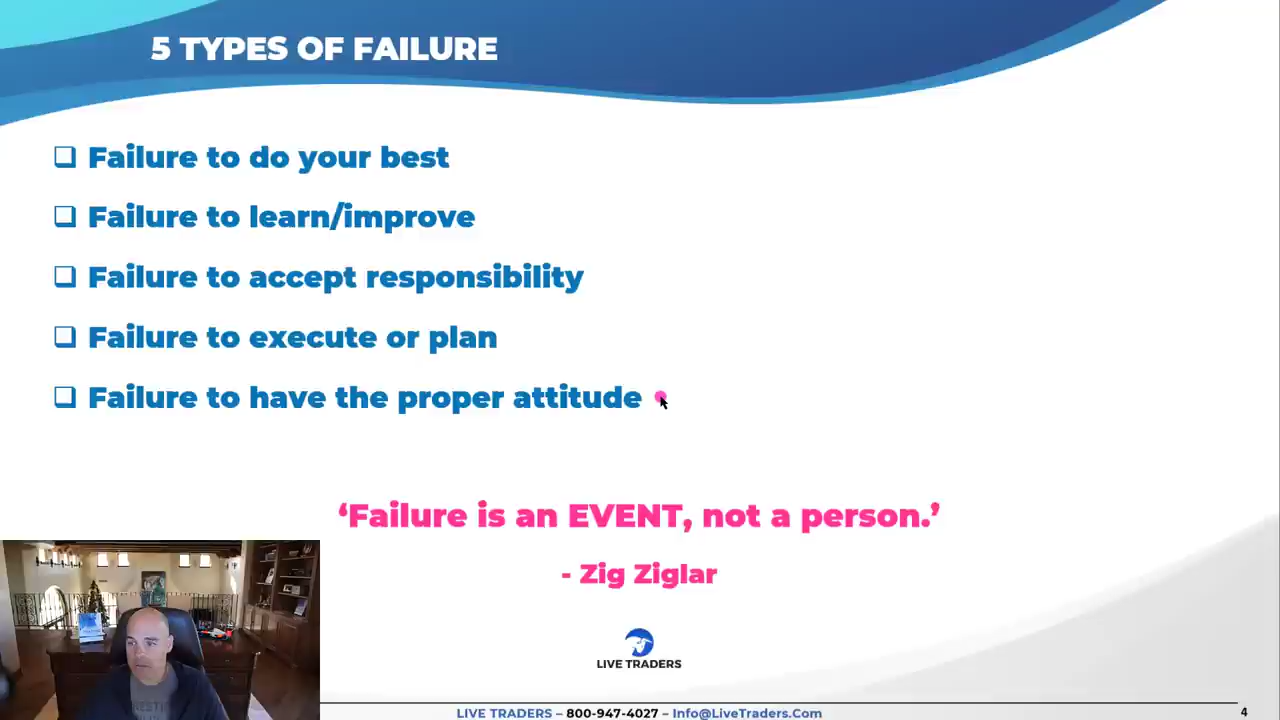 5 TYPES OF FAILURE
Failure to do your best
Failure to learn/improve
Failure to accept responsibility
Failure to execute or plan
Failure to have the proper attitude
‘Failure is an EVENT, not a person.’
- Zig Ziglar
LIVE TRADERS
LIVE TRADERS – 800-947-4027 – Info@LiveTraders.Com
4